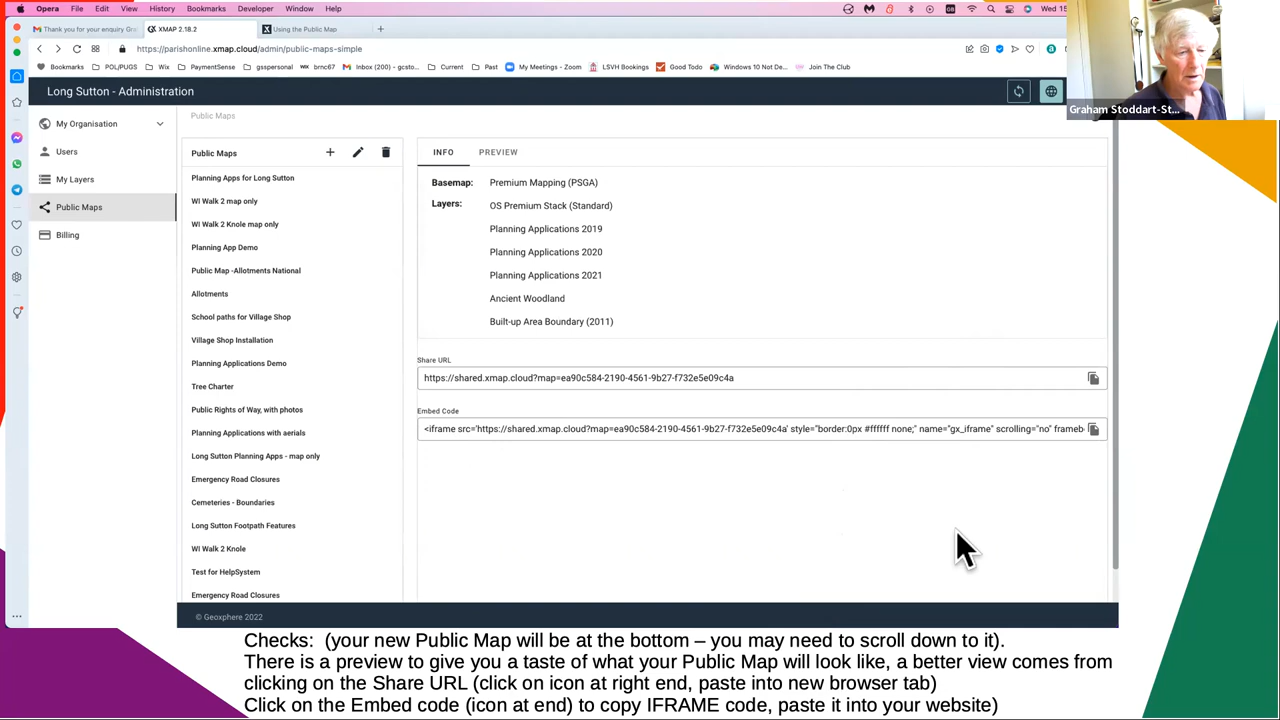 Opera File Edit View History Bookmarks Developer Window Help
Wed 15
Thank you for your enquiry Gra
XMAP 2.18.2
Using the Public Map
https://parishonline.xmap.cloud/admin/public-maps-simple
Bookmarks POL/PUGS Wix PaymentSense gsspersonal brnc67 Inbox (200) - gcsto... Current Past My Meetings - Zoom LSVH Bookings Good Todo Windows 10 Not De... Join The Club
Long Sutton - Administration
Graham Stoddart-St...
My Organisation
Users
My Layers
Public Maps
Billing
Public Maps
Public Maps
Planning Apps for Long Sutton
WI Walk 2 map only
WI Walk 2 Knole map only
Planning App Demo
Public Map -Allotments National
Allotments
School paths for Village Shop
Village Shop Installation
Planning Applications Demo
Tree Charter
Public Rights of Way, with photos
Planning Applications with aerials
Long Sutton Planning Apps - map only
Emergency Road Closures
Cemeteries - Boundaries
Long Sutton Footpath Features
WI Walk 2 Knole
Test for HelpSystem
Emergency Road Closures
INFO PREVIEW
Basemap: Premium Mapping (PSGA)
Layers: OS Premium Stack (Standard)
Planning Applications 2019
Planning Applications 2020
Planning Applications 2021
Ancient Woodland
Built-up Area Boundary (2011)
Share URL
https://shared.xmap.cloud?map=ea90c584-2190-4561-9b27-f732e5e09c4a
Embed Code
<iframe src='https://shared.xmap.cloud?map=ea90c584-2190-4561-9b27-f732e5e09c4a' style="border:0px #ffffff none;" name="gx_iframe" scrolling="no" frameb
© Geoxphere 2022
Checks: (your new Public Map will be at the bottom – you may need to scroll down to it).
There is a preview to give you a taste of what your Public Map will look like, a better view comes from
clicking on the Share URL (click on icon at right end, paste into new browser tab)
Click on the Embed code (icon at end) to copy IFRAME code, paste it into your website)